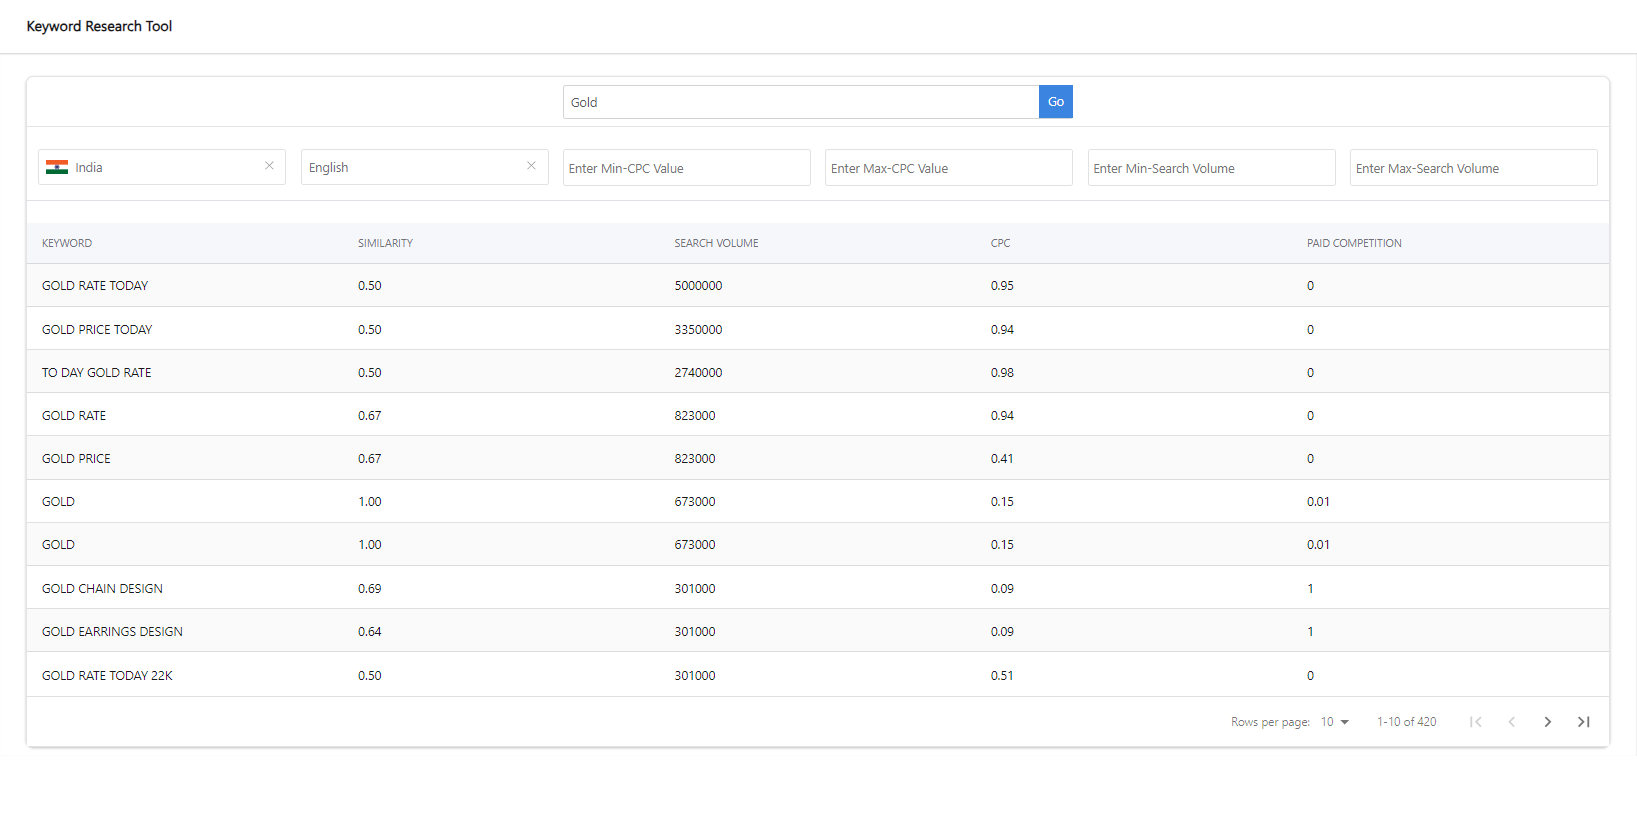 Keyword Research Tool
Gold Go
India English Enter Min-CPC Value Enter Max-CPC Value Enter Min-Search Volume Enter Max-Search Volume
KEYWORD SIMILARITY SEARCH VOLUME CPC PAID COMPETITION
GOLD RATE TODAY 0.50 5000000 0.95 0
GOLD PRICE TODAY 0.50 3350000 0.94 0
TO DAY GOLD RATE 0.50 2740000 0.98 0
GOLD RATE 0.67 823000 0.94 0
GOLD PRICE 0.67 823000 0.41 0
GOLD 1.00 673000 0.15 0.01
GOLD 1.00 673000 0.15 0.01
GOLD CHAIN DESIGN 0.69 301000 0.09 1
GOLD EARRINGS DESIGN 0.64 301000 0.09 1
GOLD RATE TODAY 22K 0.50 301000 0.51 0
Rows per page: 10 1-10 of 420